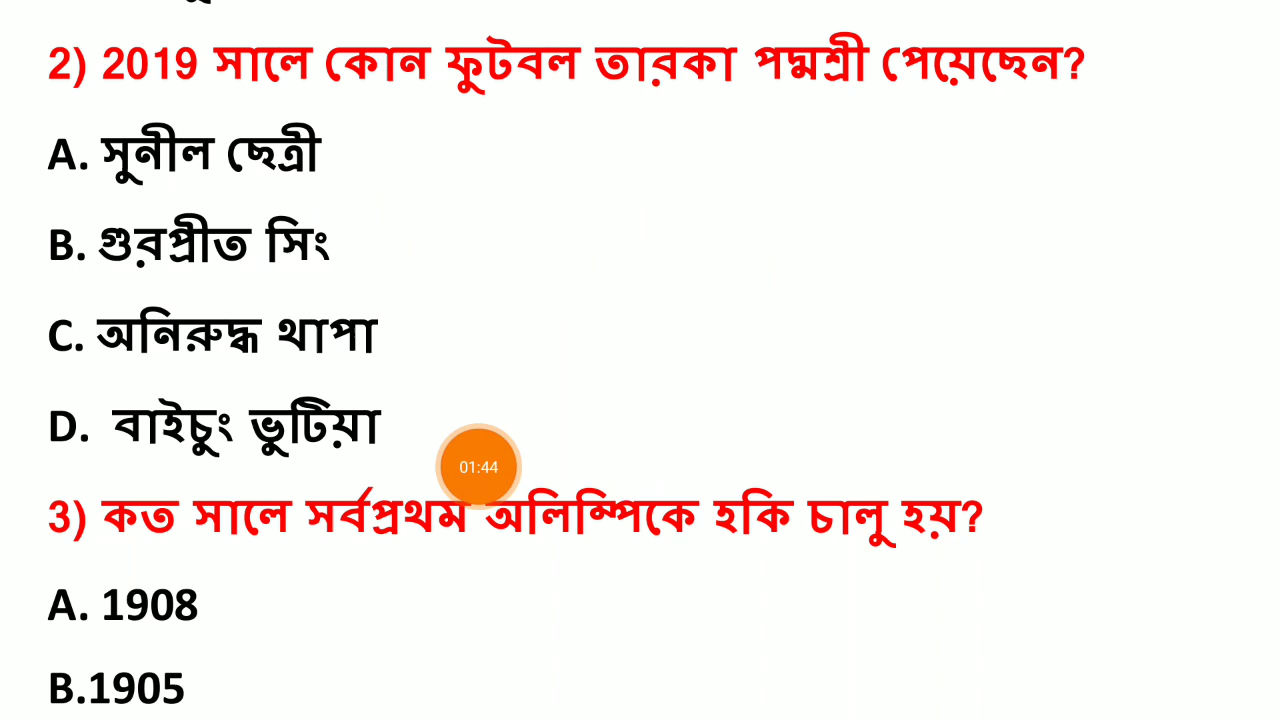 2) 2019 সালে কোন ফুটবল তারকা পদ্মশ্রী পেয়েছেন?
A. সুনীল ছেত্রী
B. গুরপ্রীত সিং
C. অনিরুদ্ধ থাপা
D. বাইচুং ভুটিয়া
01:44
3) কত সালে সর্বপ্রথম অলিম্পিকে হকি চালু হয়?
A. 1908
B.1905